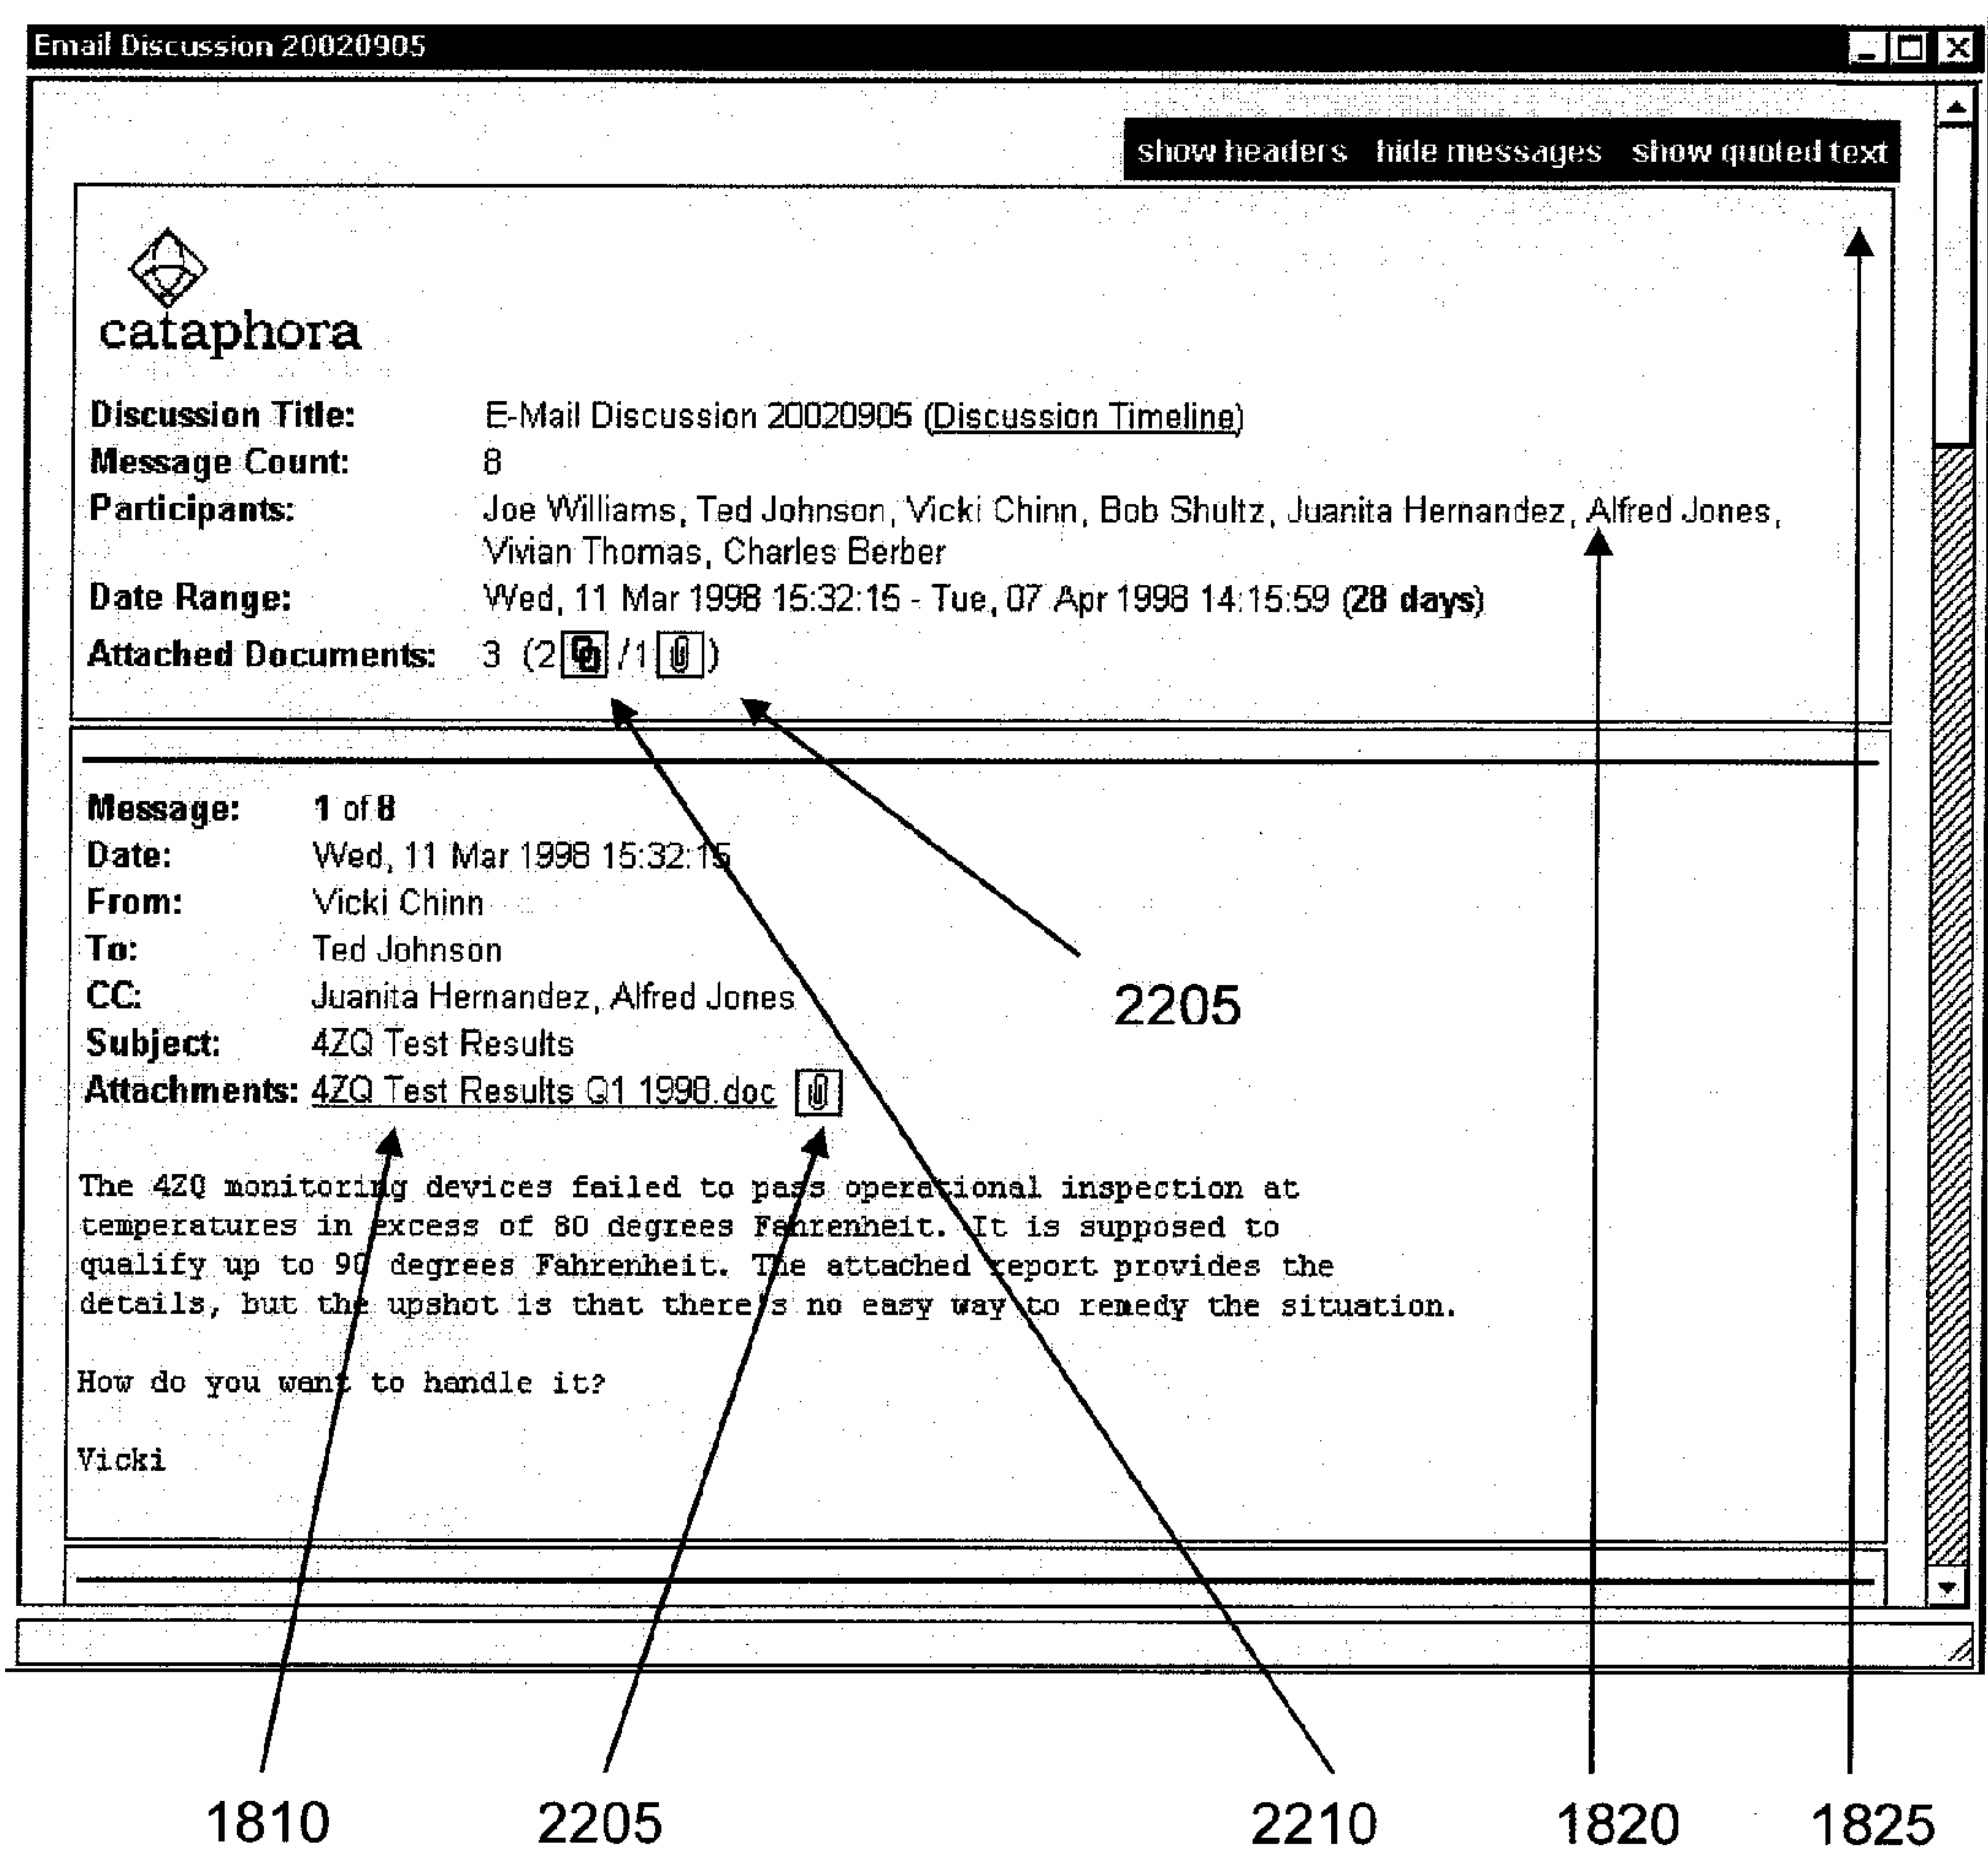 Email Discussion 20020905
show headers hide messages show quoted text
cataphora
Discussion Title: E-Mail Discussion 20020905 (Discussion Timeline)
Message Count: 8
Participants: Joe Williams, Ted Johnson, Vicki Chinn, Bob Shultz, Juanita Hernandez, Alfred Jones,
Vivian Thomas, Charles Berber
Date Range: Wed, 11 Mar 1998 15:32:15 - Tue, 07 Apr 1998 14:15:59 (28 days)
Attached Documents: 3 (2 /1 )
Message: 1 of 8
Date: Wed, 11 Mar 1998 15:32:15
From: Vicki Chinn
To: Ted Johnson
CC: Juanita Hernandez, Alfred Jones
2205
Subject: 4ZQ Test Results
Attachments: 4ZQ Test Results Q1 1998.doc
The 4ZQ monitoring devices failed to pass operational inspection at
temperatures in excess of 80 degrees Fahrenheit. It is supposed to
qualify up to 90 degrees Fahrenheit. The attached report provides the
details, but the upshot is that there's no easy way to remedy the situation.
How do you want to handle it?
Vicki
1810 2205 2210 1820 1825